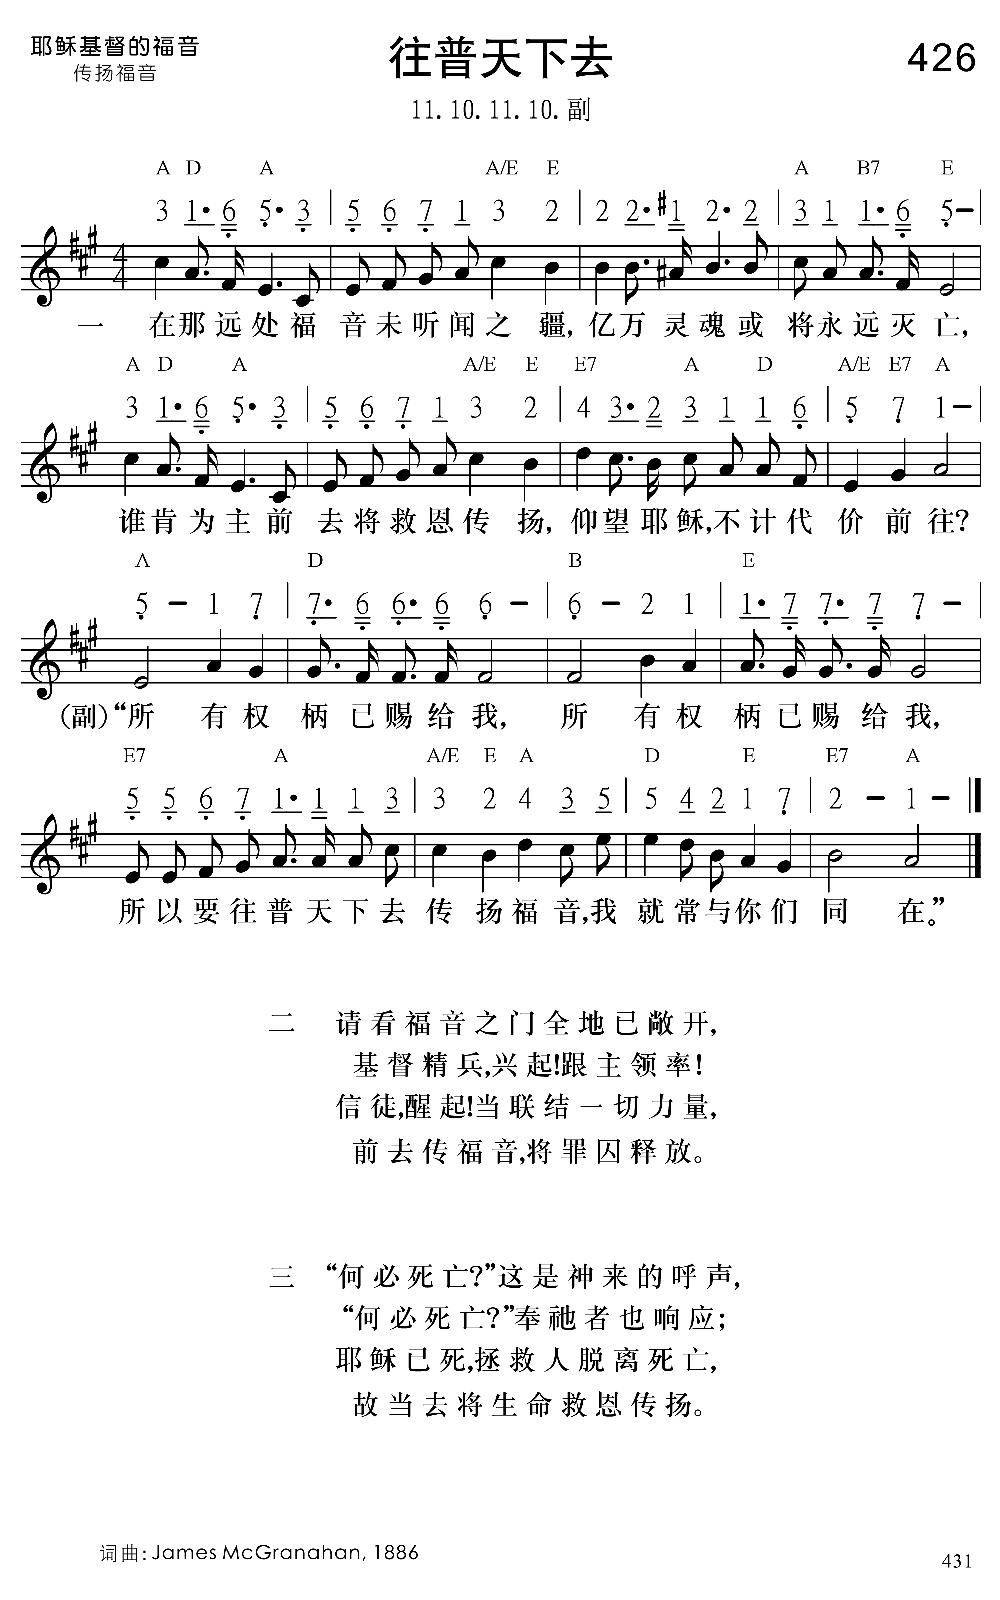 耶稣基督的福音
传扬福音
往普天下去
426
11. 10. 11. 10. 副
A D A A/E E A B7 E
3 1• 6 5• 3 | 5 6 7 1 3 2 | 2 2• #1 2• 2 | 3 1 1• 6 5–
4
4
一 在那远处福音未听闻之疆,亿万灵魂或将永远灭亡,
A D A A/E E E7 A D A/E E7 A
3 1• 6 5• 3 | 5 6 7 1 3 2 | 4 3• 2 3 1 1 6 | 5 7 1–
谁肯为主前去将救恩传扬,仰望耶稣,不计代价前往?
A D B E
5 – 1 7 | 7• 6 6• 6 6 – | 6 – 2 1 | 1• 7 7• 7 7 –
(副)“所有权柄已赐给我,所有权柄已赐给我,
E7 A A/E E A D E E7 A
5 5 6 7 1• 1 1 3 | 3 2 4 3 5 | 5 4 2 1 7 | 2 – 1 –
所以要往普天下去传扬福音,我就常与你们同在。”
二 请看福音之门全地已敞开,
基督精兵,兴起!跟主领率!
信徒,醒起!当联结一切力量,
前去传福音,将罪囚释放。
三 “何必死亡?”这是神来的呼声,
“何必死亡?”奉祂者也响应;
耶稣已死,拯救人脱离死亡,
故当去将生命救恩传扬。
词曲: James McGranahan, 1886
431